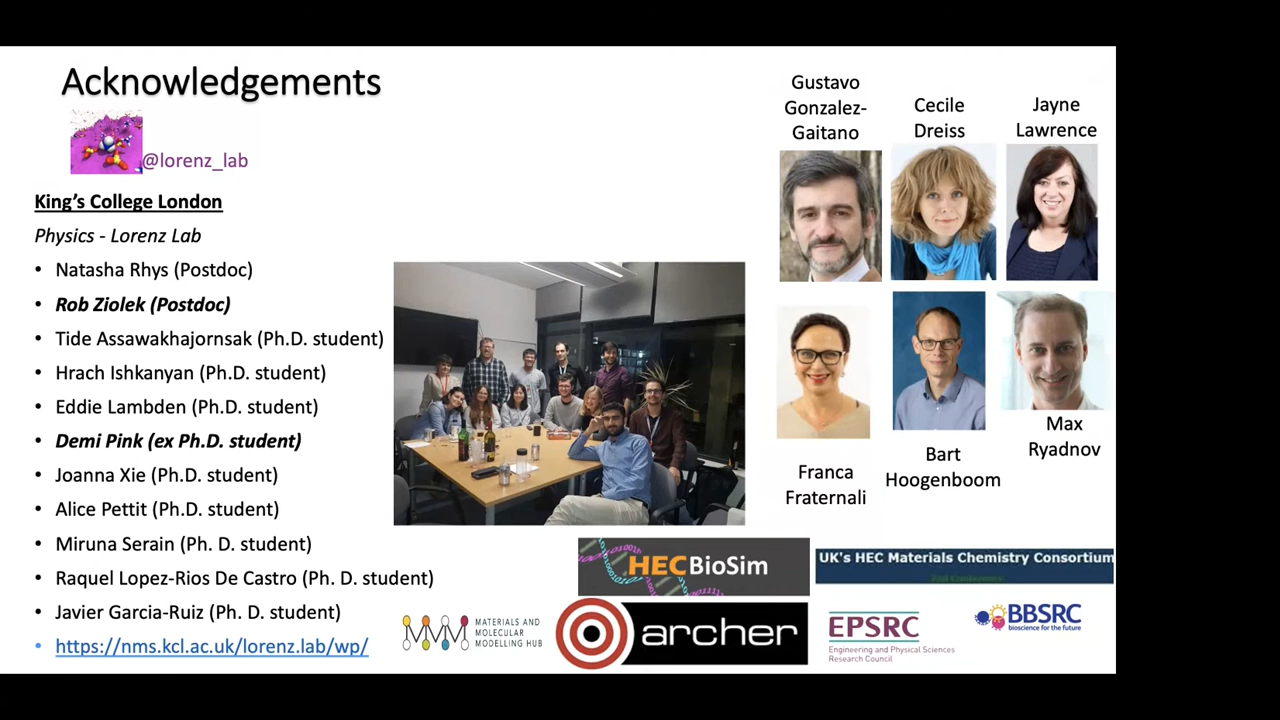 Acknowledgements
@lorenz_lab
King's College London
Physics - Lorenz Lab
• Natasha Rhys (Postdoc)
• Rob Ziolek (Postdoc)
• Tide Assawakhajornsak (Ph.D. student)
• Hrach Ishkanyan (Ph.D. student)
• Eddie Lambden (Ph.D. student)
• Demi Pink (ex Ph.D. student)
• Joanna Xie (Ph.D. student)
• Alice Pettit (Ph.D. student)
• Miruna Serain (Ph. D. student)
• Raquel Lopez-Rios De Castro (Ph. D. student)
• Javier Garcia-Ruiz (Ph. D. student)
• https://nms.kcl.ac.uk/lorenz.lab/wp/
Gustavo
Gonzalez-
Gaitano
Cecile
Dreiss
Jayne
Lawrence
Franca
Fraternali
Bart
Hoogenboom
Max
Ryadnov
HECBioSim
UK's HEC Materials Chemistry Consortium
MMM
MATERIALS AND
MOLECULAR
MODELLING HUB
archer
EPSRC
Engineering and Physical Sciences
Research Council
BBSRC
bioscience for the future